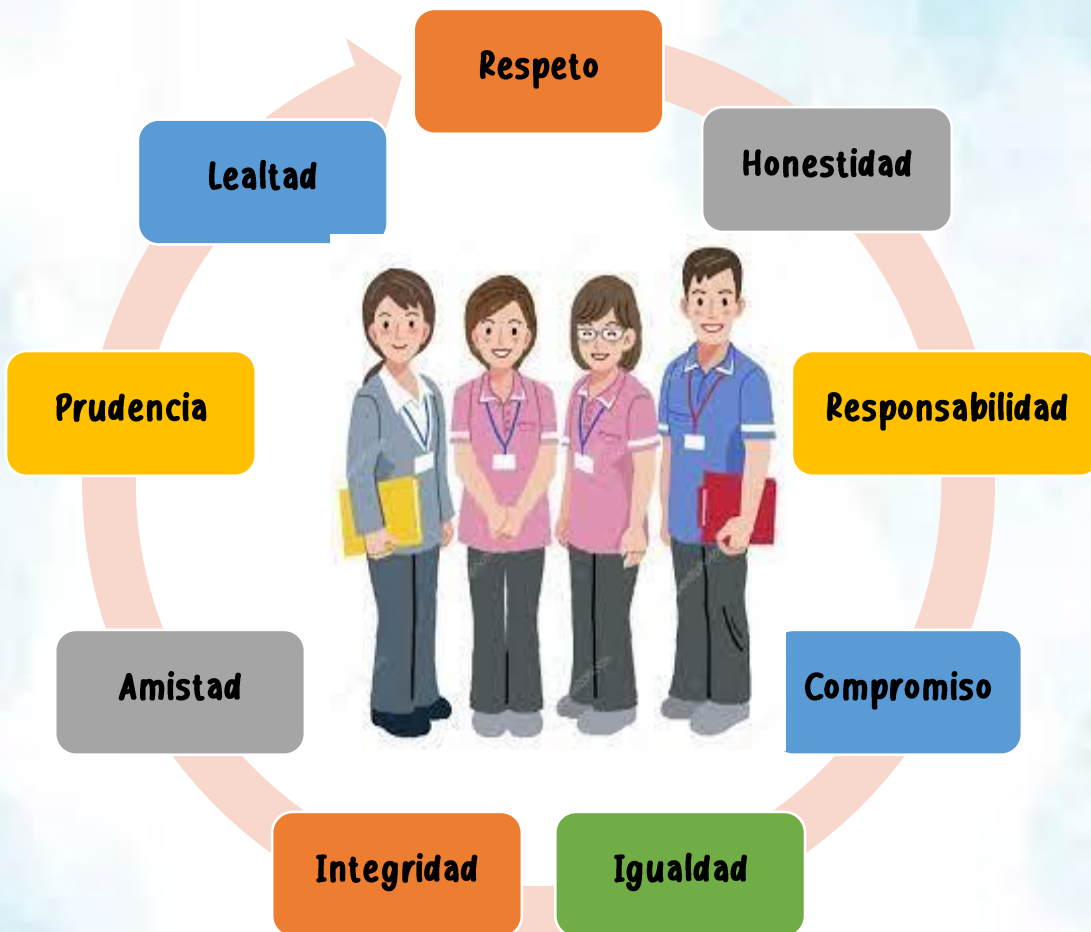 Respeto
Honestidad
Responsabilidad
Compromiso
Igualdad
Integridad
Amistad
Prudencia
Lealtad